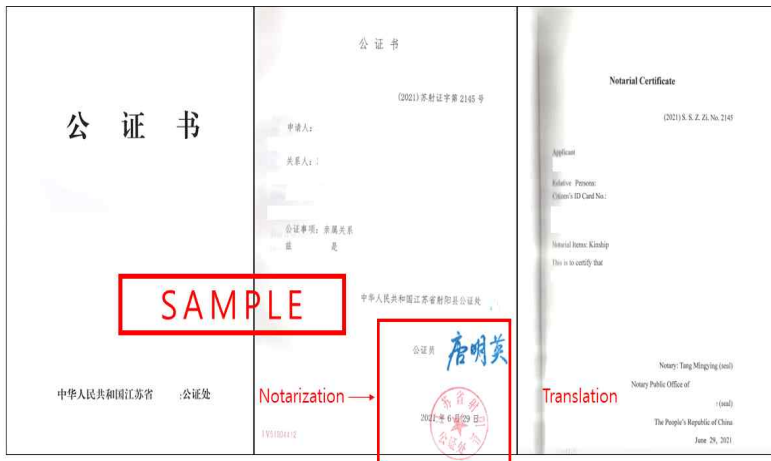 公 证 书
SAMPLE
中华人民共和国江苏省 :公证处
公 证 书
(2021)苏射证字第 2145 号
申请人:
关系人:
公证事项: 亲属关系
兹 是
中华人民共和国江苏省射阳县公证处
公证员 唐明英
Notarization
2021 年 6 月 29 日
公证处
Notarial Certificate
(2021) S. S. Z. Zi, No. 2145
Applicant
Relative Persons:
Citizen's ID Card No.:
Notarial Items: Kinship
This is to certify that
Translation
Notary: Tang Mingying (seal)
Notary Public Office of
(seal)
The People's Republic of China
June 29, 2021